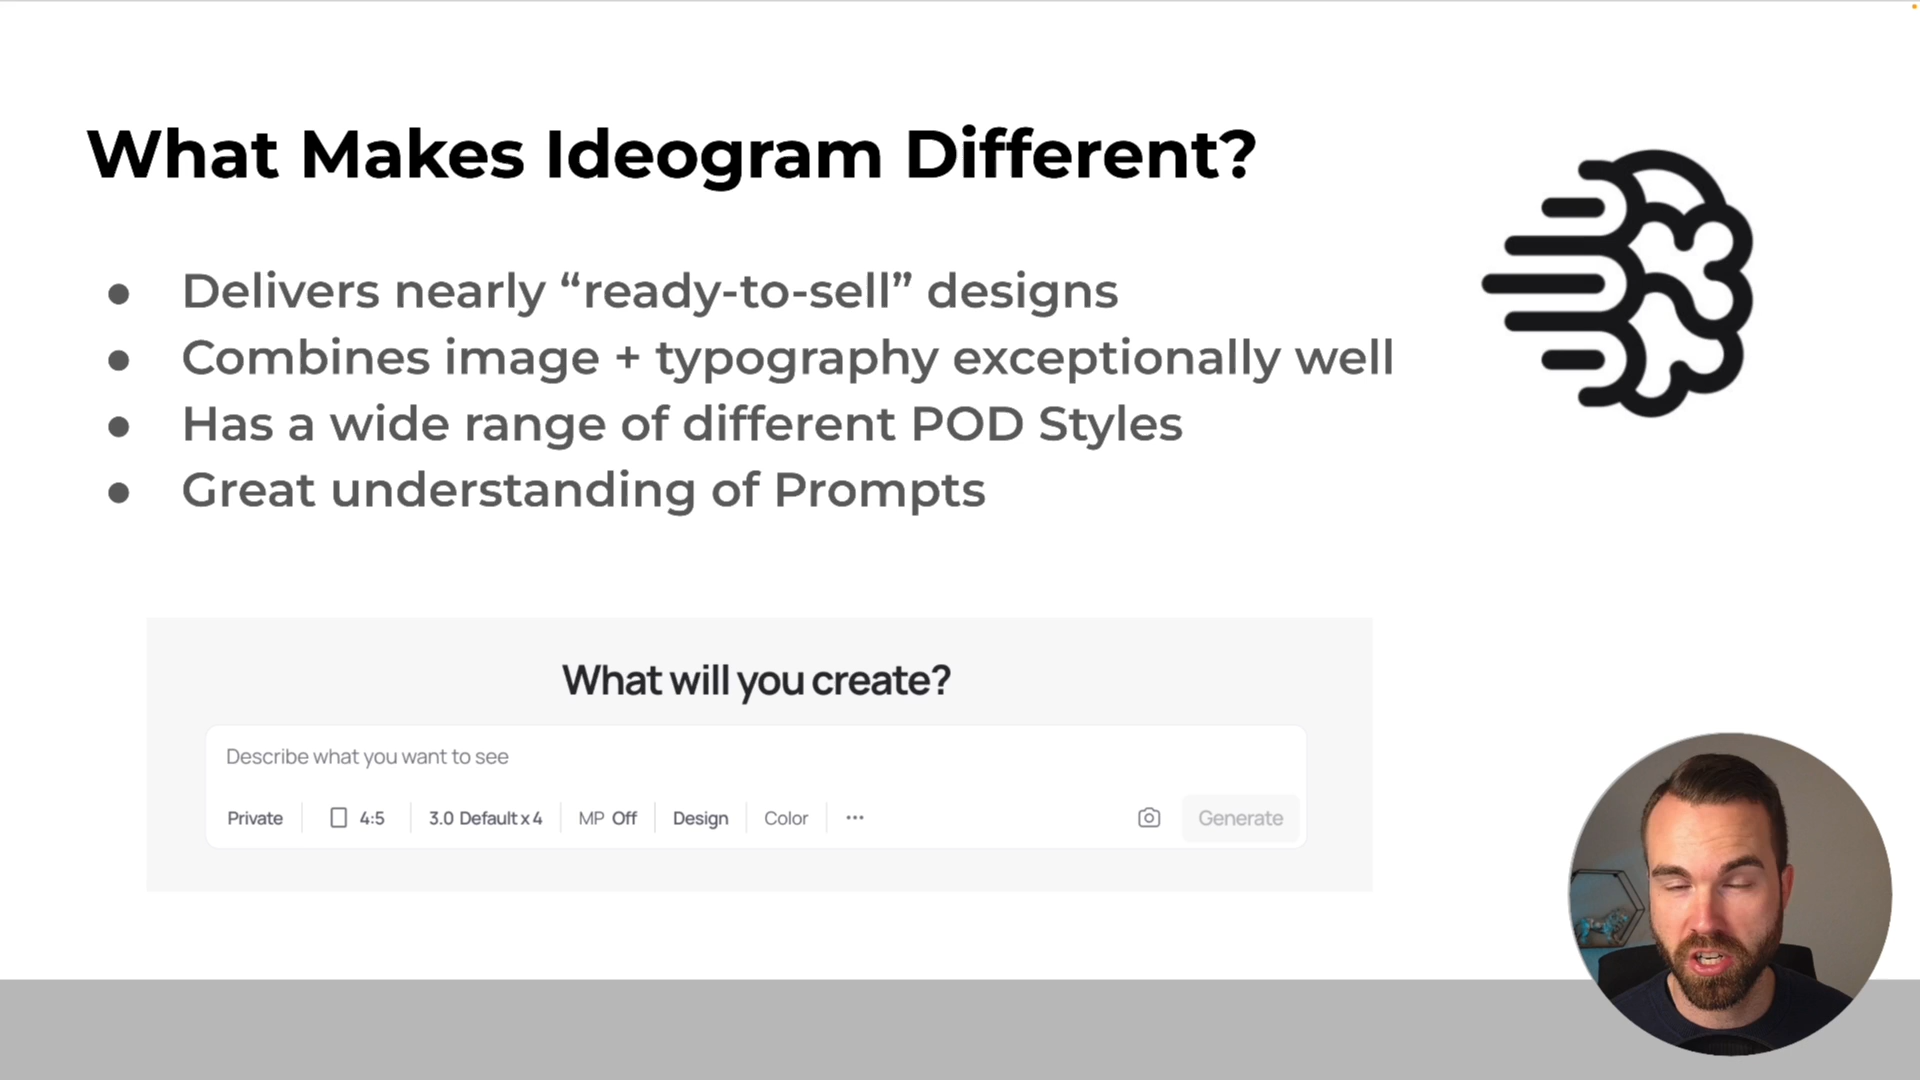 What Makes Ideogram Different?
● Delivers nearly “ready-to-sell” designs
● Combines image + typography exceptionally well
● Has a wide range of different POD Styles
● Great understanding of Prompts
What will you create?
Describe what you want to see
Private 4:5 3.0 Default x 4 MP Off Design Color ··· Generate